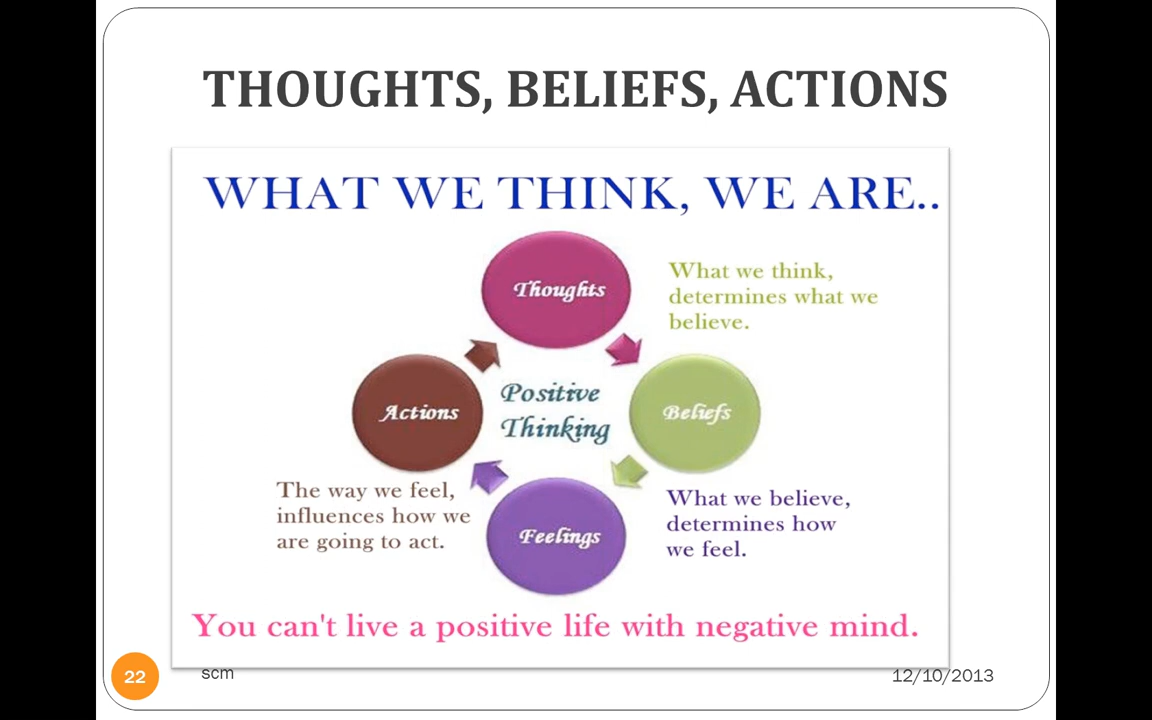 THOUGHTS, BELIEFS, ACTIONS
WHAT WE THINK, WE ARE..
Thoughts
What we think,
determines what we
believe.
Beliefs
Positive
Thinking
Actions
The way we feel,
influences how we
are going to act.
What we believe,
determines how
we feel.
Feelings
You can't live a positive life with negative mind.
22
scm
12/10/2013